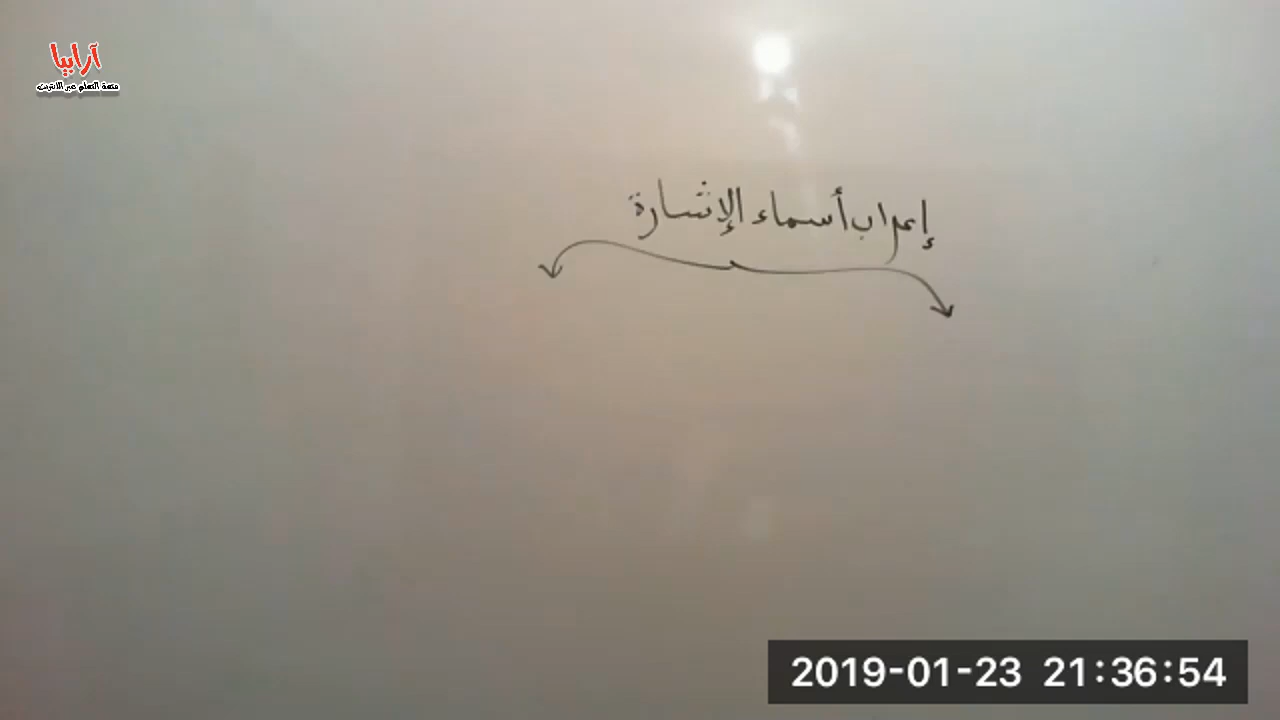 آرابيا
منصة التعلم عبر الانترنت
إعراب أسماء الإشارة
2019-01-23 21:36:54